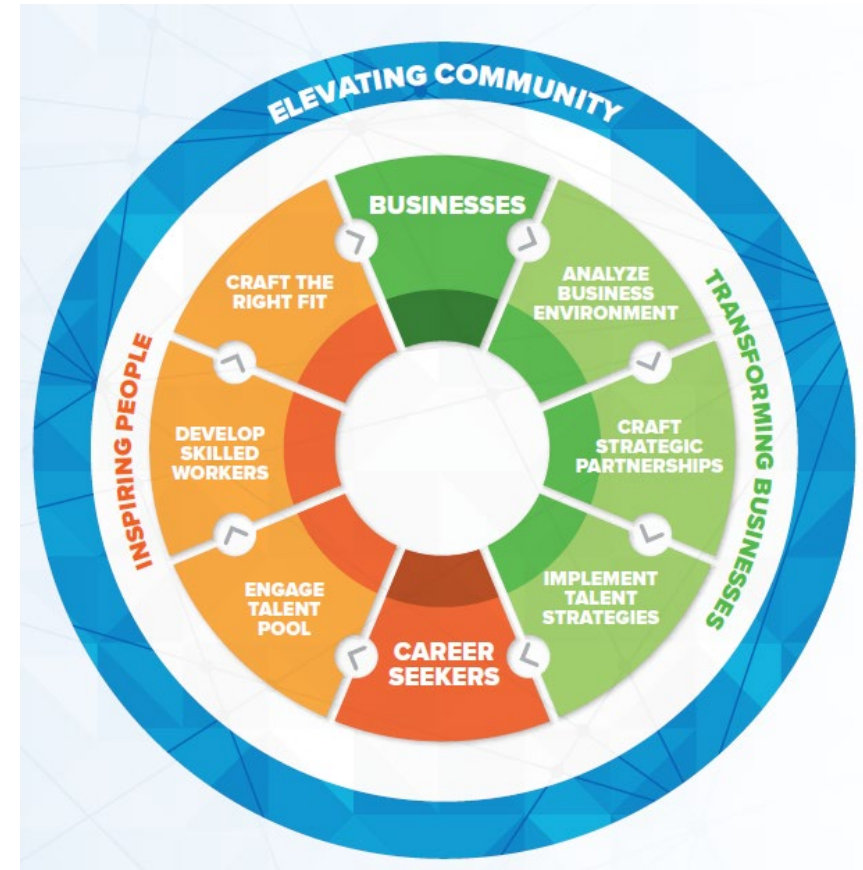 ELEVATING COMMUNITY
BUSINESSES
ANALYZE
BUSINESS
ENVIRONMENT
CRAFT
STRATEGIC
PARTNERSHIPS
IMPLEMENT
TALENT
STRATEGIES
TRANSFORMING BUSINESSES
CAREER
SEEKERS
ENGAGE
TALENT
POOL
DEVELOP
SKILLED
WORKERS
CRAFT THE
RIGHT FIT
INSPIRING PEOPLE